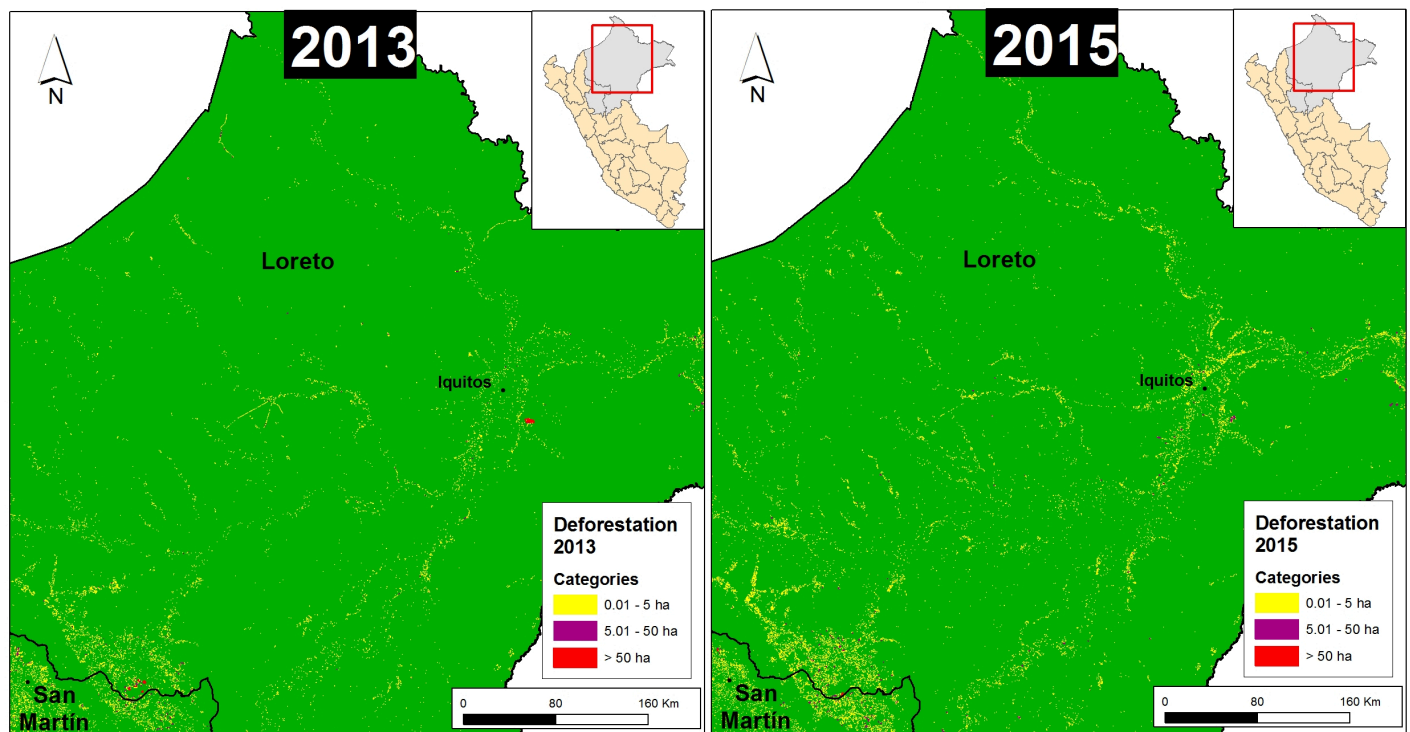 2013
N
Loreto
Iquitos
San
Martín
Deforestation
2013
Categories
0.01 - 5 ha
5.01 - 50 ha
> 50 ha
0 80 160 Km
2015
N
Loreto
Iquitos
San
Martín
Deforestation
2015
Categories
0.01 - 5 ha
5.01 - 50 ha
> 50 ha
0 80 160 Km